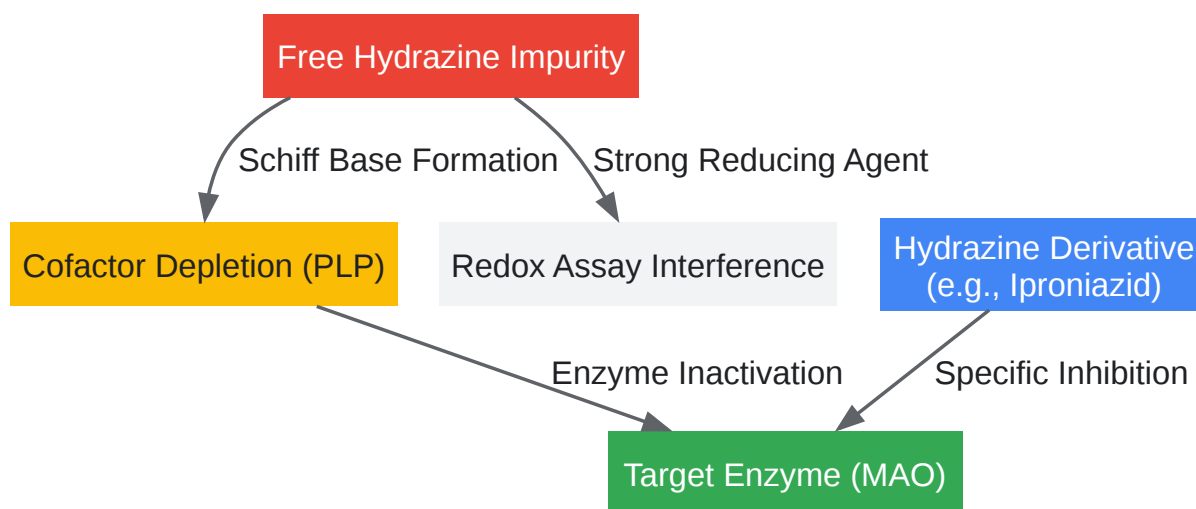 Free Hydrazine Impurity
Schiff Base Formation
Strong Reducing Agent
Cofactor Depletion (PLP)
Redox Assay Interference
Hydrazine Derivative
(e.g., Iproniazid)
Enzyme Inactivation
Specific Inhibition
Target Enzyme (MAO)